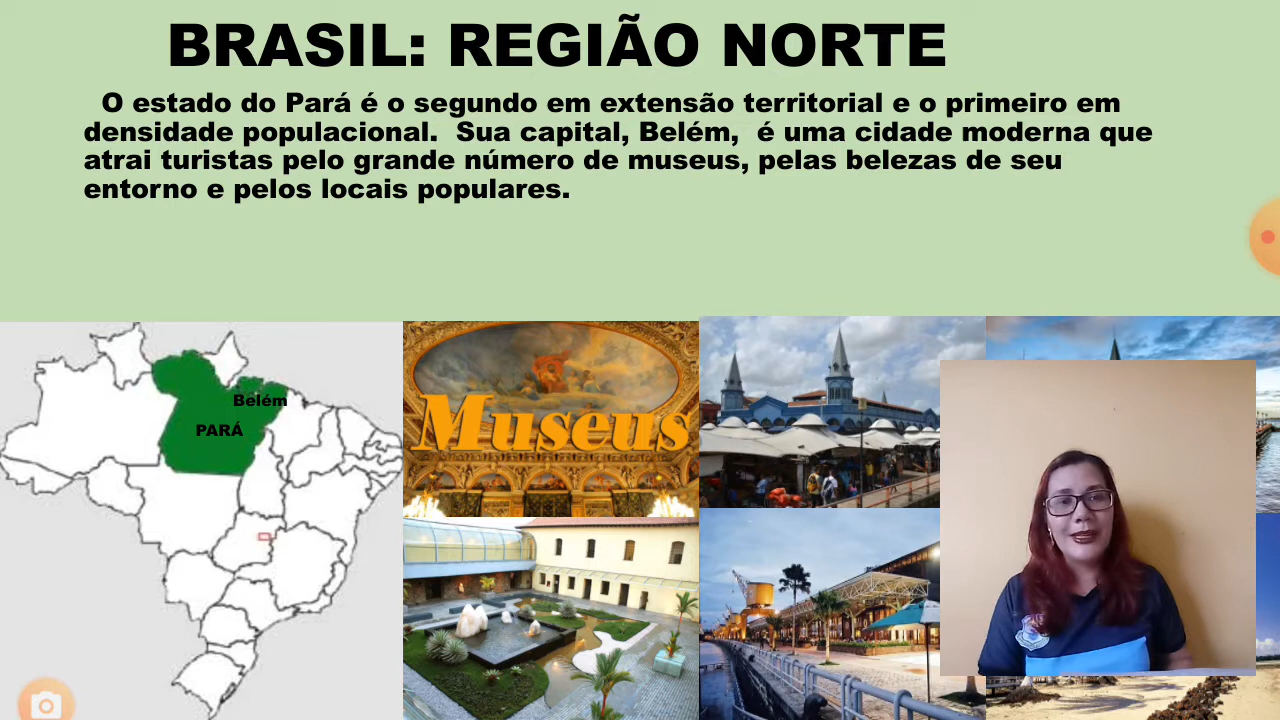 BRASIL: REGIÃO NORTE
O estado do Pará é o segundo em extensão territorial e o primeiro em
densidade populacional. Sua capital, Belém, é uma cidade moderna que
atrai turistas pelo grande número de museus, pelas belezas de seu
entorno e pelos locais populares.
Belém
PARÁ
Museus